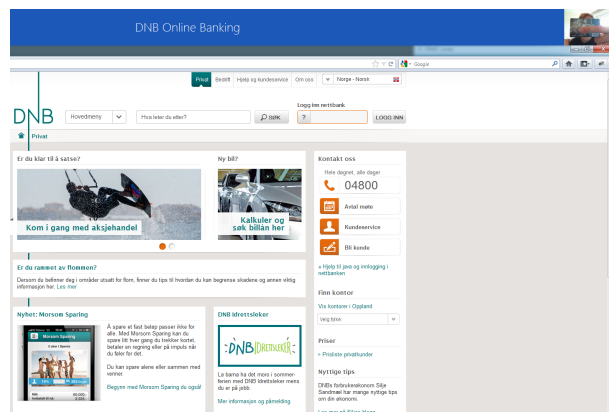 DNB Online Banking
Google
Privat Bedrift Hjelp og kundeservice Om oss Norge - Norsk
Logg inn nettbank
DNB Hovedmeny Hva leter du etter? SØK ? LOGG INN
Privat
Er du klar til å satse?
Kom i gang med aksjehandel
Ny bil?
Kalkuler og
søk billån her
Kontakt oss
Hele døgnet, alle dager
04800
Avtal møte
Kundeservice
Bli kunde
» Hjelp til java og innlogging i
nettbanken
Er du rammet av flommen?
Dersom du befinner deg i områder utsatt for flom, finner du tips til hvordan du kan begrense skadene og annen viktig
informasjon her. Les mer
Finn kontor
Vis kontorer i Oppland
Velg fylke
Nyhet: Morsom Sparing
Morsom Sparing
Å spare et fast beløp passer ikke for
alle. Med Morsom Sparing kan du
spare litt hver gang du trekker kortet,
betaler en regning eller på impuls når
du føler for det.
Du kan spare alene eller sammen med
venner.
Begynn med Morsom Sparing du også!
DNB Idrettsleker
DNB IDRETTSLEKER
La barna ha det moro i sommer-
ferien med DNB Idrettsleker mens
du er på jobb.
Mer informasjon og påmelding.
Priser
» Prisliste privatkunder
Nyttige tips
DNBs forbrukerøkonom Silje
Sandmæl har mange nyttige tips
om din økonomi.